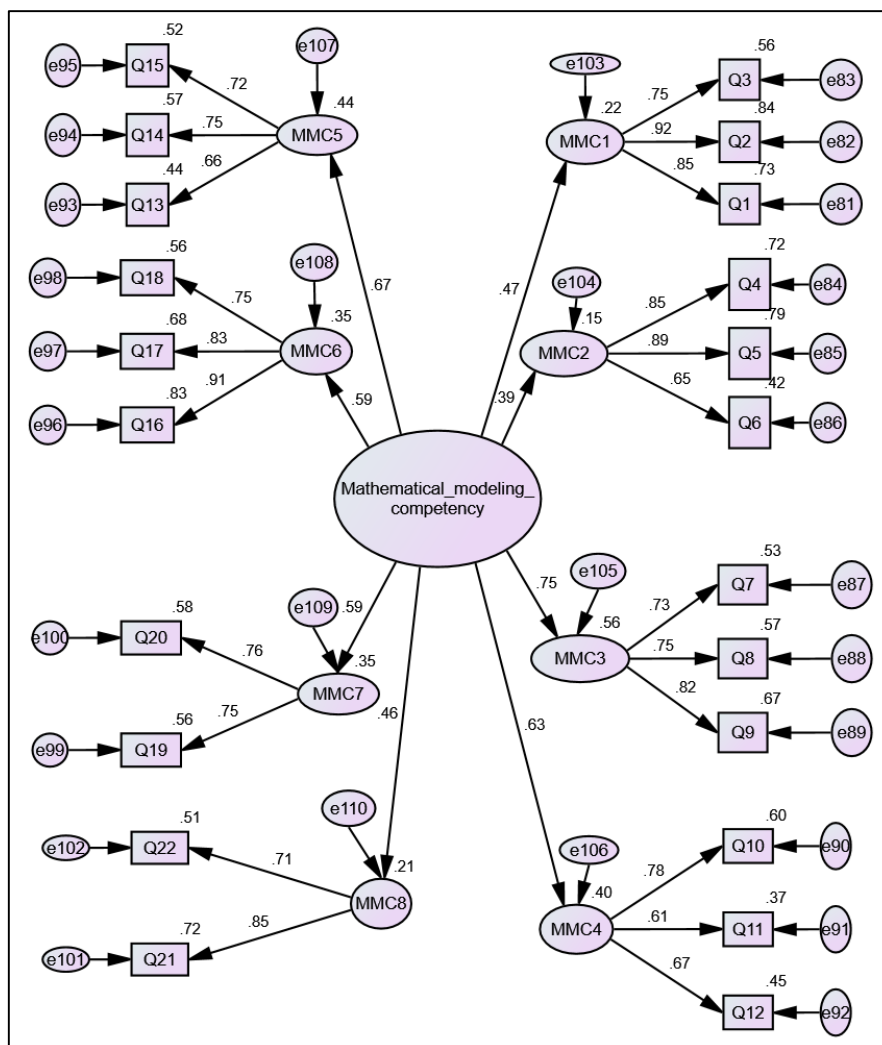 .52
e107
.56
e95
Q15
e103
.75
Q3
e83
.72
.57
.44
.22
.84
e94
Q14
.75
MMC5
MMC1
.92
Q2
e82
.44
.66
.85
.73
e93
Q13
Q1
e81
.56
e108
.67
.47
.72
e98
Q18
e104
.85
Q4
e84
.75
.68
.35
.15
.79
e97
Q17
.83
MMC6
MMC2
.89
Q5
e85
.83
.91
.65
.42
e96
Q16
.59
.39
Q6
e86
Mathematical_modeling_
competency
.53
.75
e105
.73
Q7
e87
.58
e109
.59
.56
.57
e100
Q20
.76
MMC3
.75
Q8
e88
.35
.82
.67
.56
MMC7
.46
.63
Q9
e89
e99
Q19
.75
.51
e110
.60
e102
Q22
e106
Q10
e90
.71
.21
.78
.40
.37
.72
.85
MMC8
MMC4
.61
Q11
e91
e101
Q21
.67
.45
Q12
e92